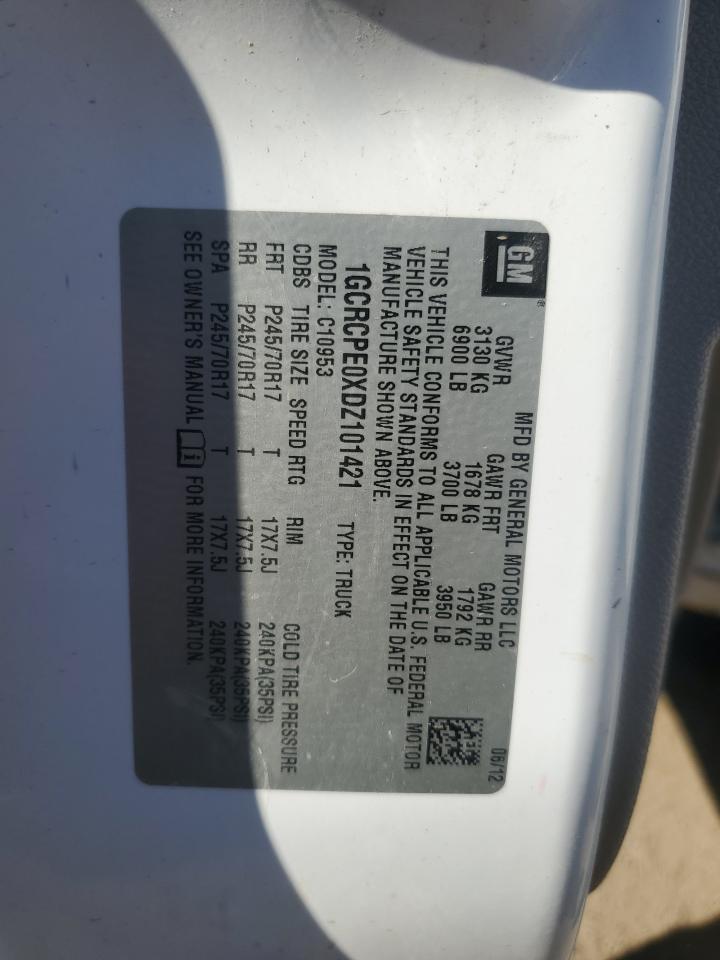 GM®
MFD BY GENERAL MOTORS LLC 06/12
GVWR GAWR FRT GAWR RR
3130 KG 1678 KG 1792 KG
6900 LB 3700 LB 3950 LB
THIS VEHICLE CONFORMS TO ALL APPLICABLE U.S. FEDERAL MOTOR
VEHICLE SAFETY STANDARDS IN EFFECT ON THE DATE OF
MANUFACTURE SHOWN ABOVE.
1GCRCPE0XDZ101421 TYPE: TRUCK
MODEL: C10953
CDBS TIRE SIZE SPEED RTG RIM COLD TIRE PRESSURE
FRT P245/70R17 T 17X7.5J 240KPA(35PSI)
RR P245/70R17 T 17X7.5J 240KPA(35PSI)
SPA P245/70R17 T 17X7.5J 240KPA(35PSI)
SEE OWNER'S MANUAL i FOR MORE INFORMATION.